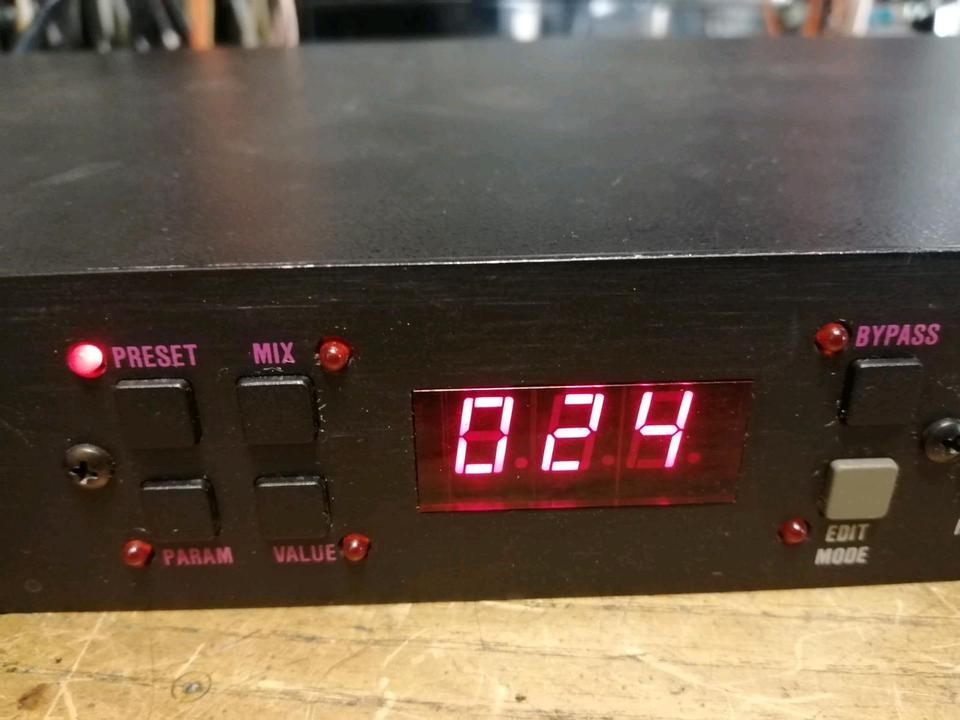 PRESET MIX
BYPASS
024
PARAM VALUE
EDIT
MODE